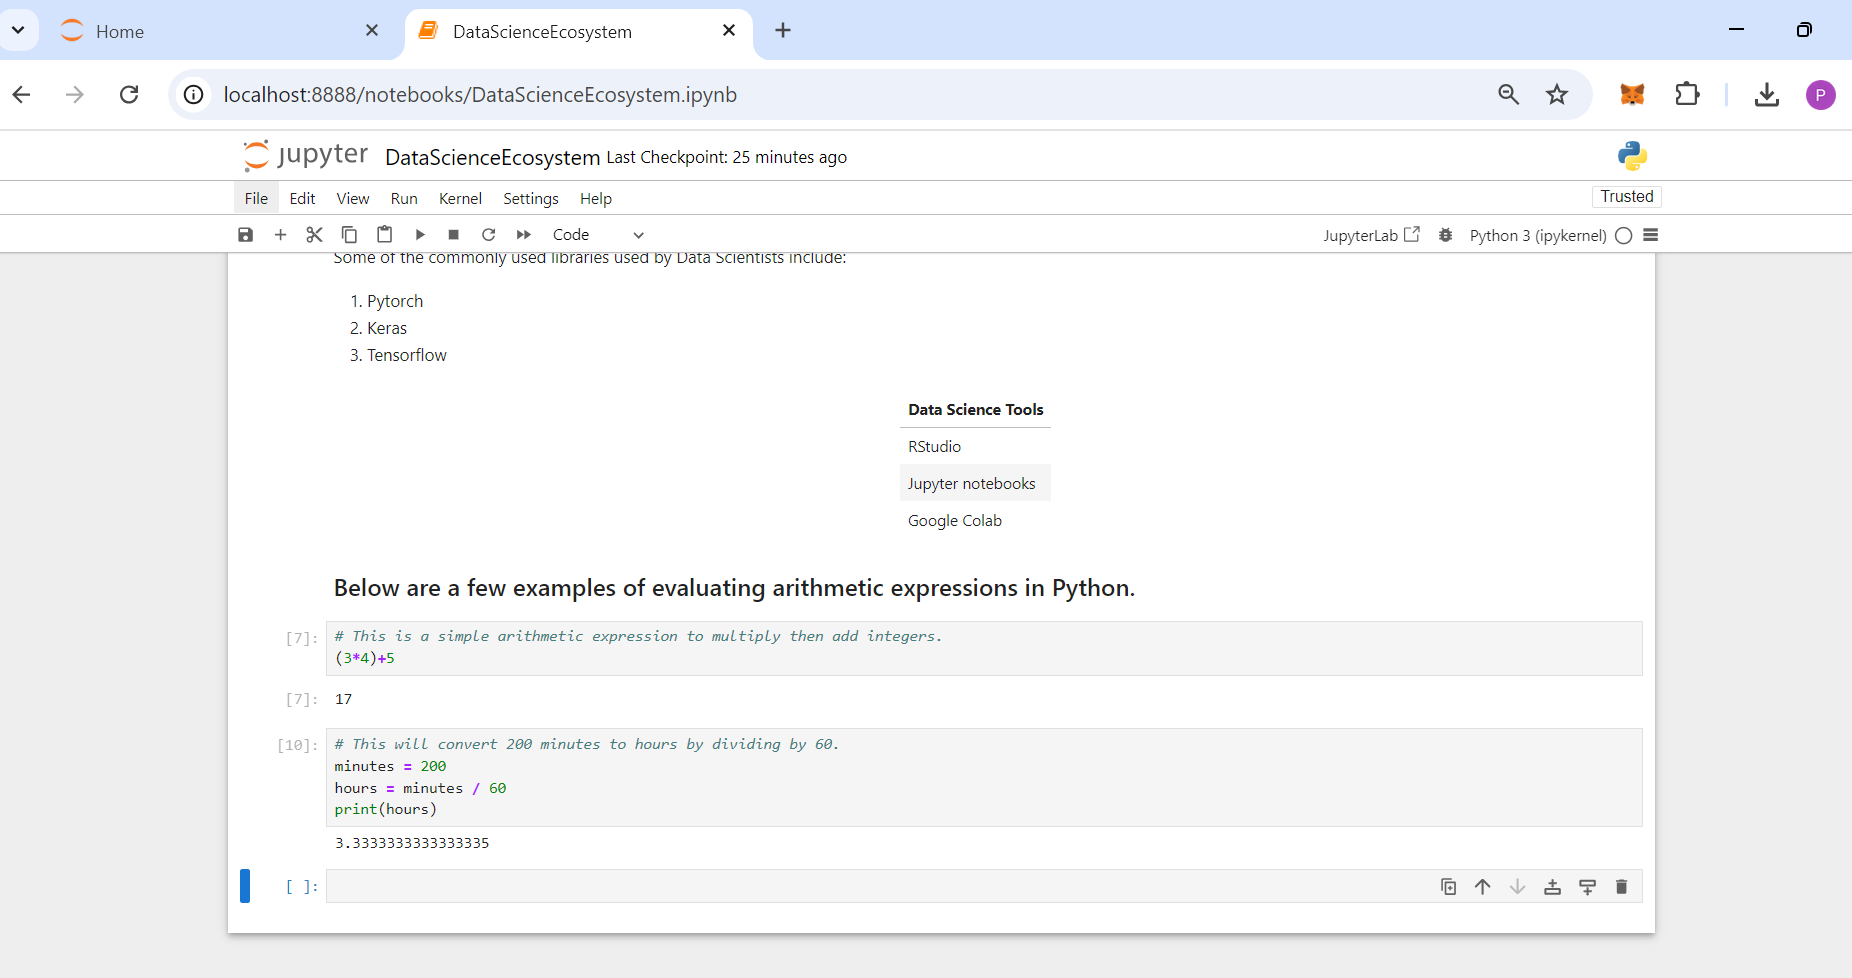 Home
DataScienceEcosystem
localhost:8888/notebooks/DataScienceEcosystem.ipynb
P
jupyter DataScienceEcosystem Last Checkpoint: 25 minutes ago
File Edit View Run Kernel Settings Help
Trusted
Code
JupyterLab Python 3 (ipykernel)
Some of the commonly used libraries used by Data Scientists include:
1. Pytorch
2. Keras
3. Tensorflow
Data Science Tools
RStudio
Jupyter notebooks
Google Colab
Below are a few examples of evaluating arithmetic expressions in Python.
[7]: # This is a simple arithmetic expression to multiply then add integers.
(3*4)+5
[7]: 17
[10]: # This will convert 200 minutes to hours by dividing by 60.
minutes = 200
hours = minutes / 60
print(hours)
3.3333333333333335
[ ]: